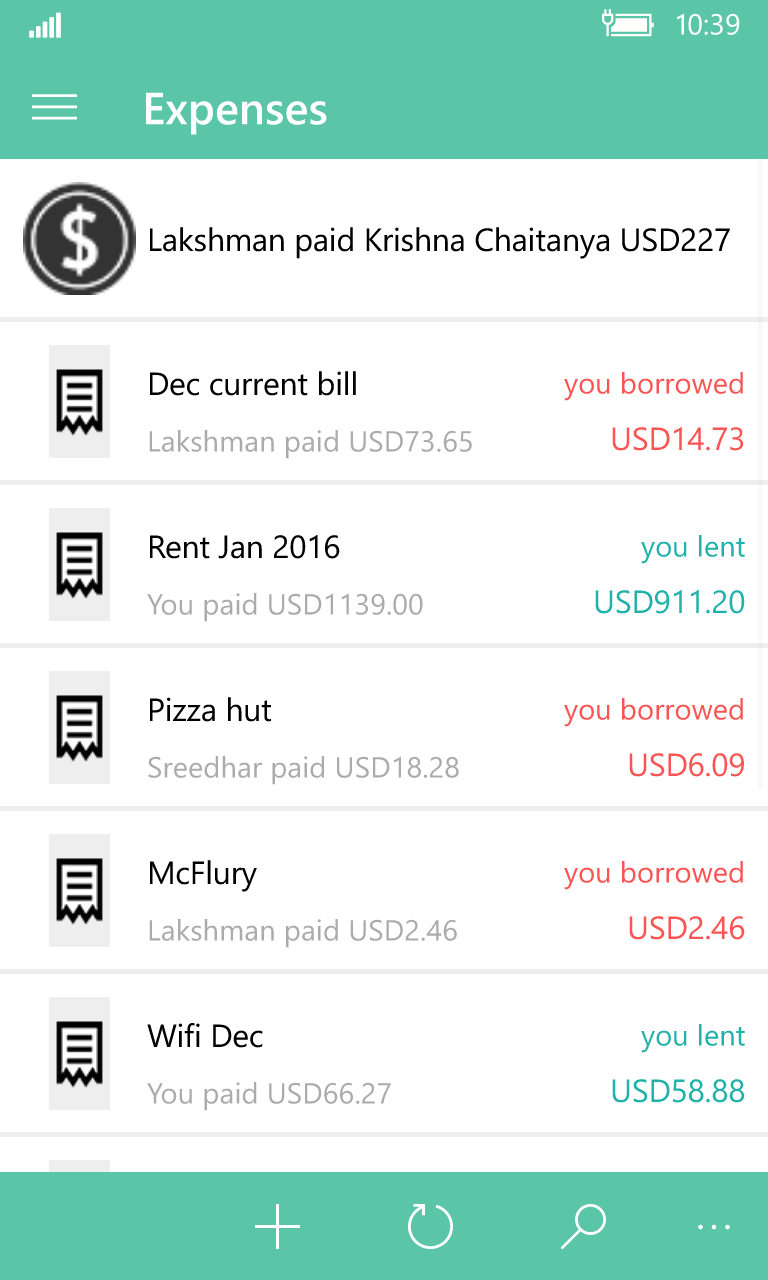 10:39
Expenses
Lakshman paid Krishna Chaitanya USD227
Dec current bill you borrowed
Lakshman paid USD73.65 USD14.73
Rent Jan 2016 you lent
You paid USD1139.00 USD911.20
Pizza hut you borrowed
Sreedhar paid USD18.28 USD6.09
McFlury you borrowed
Lakshman paid USD2.46 USD2.46
Wifi Dec you lent
You paid USD66.27 USD58.88